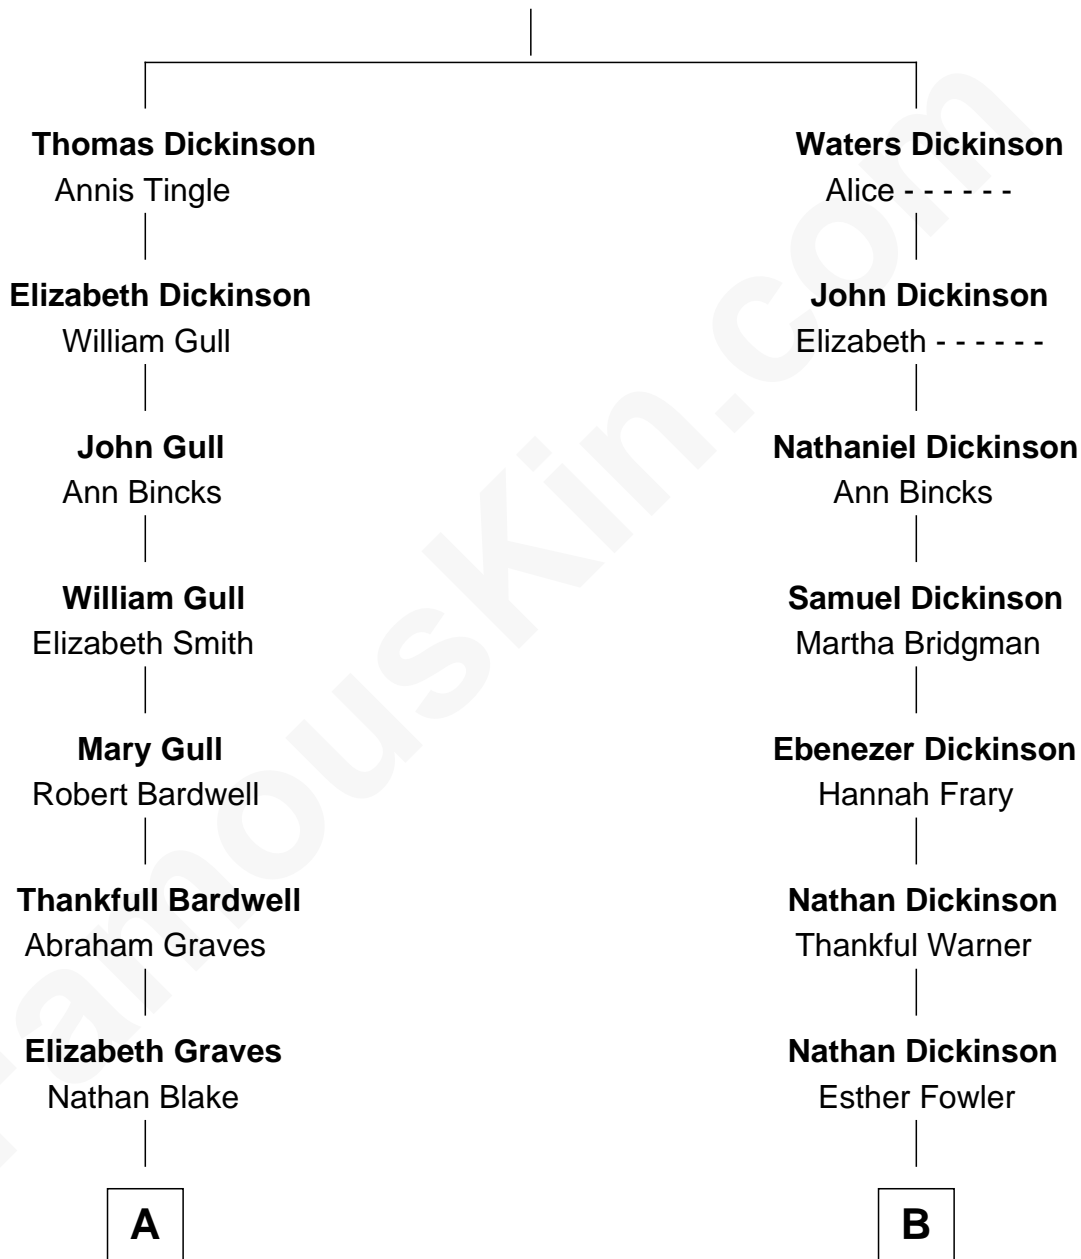 Thomas Dickinson
Annis Tingle
Waters Dickinson
Alice - - - - - -
Elizabeth Dickinson
William Gull
John Dickinson
Elizabeth - - - - - -
John Gull
Ann Bincks
Nathaniel Dickinson
Ann Bincks
William Gull
Elizabeth Smith
Samuel Dickinson
Martha Bridgman
Mary Gull
Robert Bardwell
Ebenezer Dickinson
Hannah Frary
Thankfull Bardwell
Abraham Graves
Nathan Dickinson
Thankful Warner
Elizabeth Graves
Nathan Blake
Nathan Dickinson
Esther Fowler
A
B
FamousKin.com